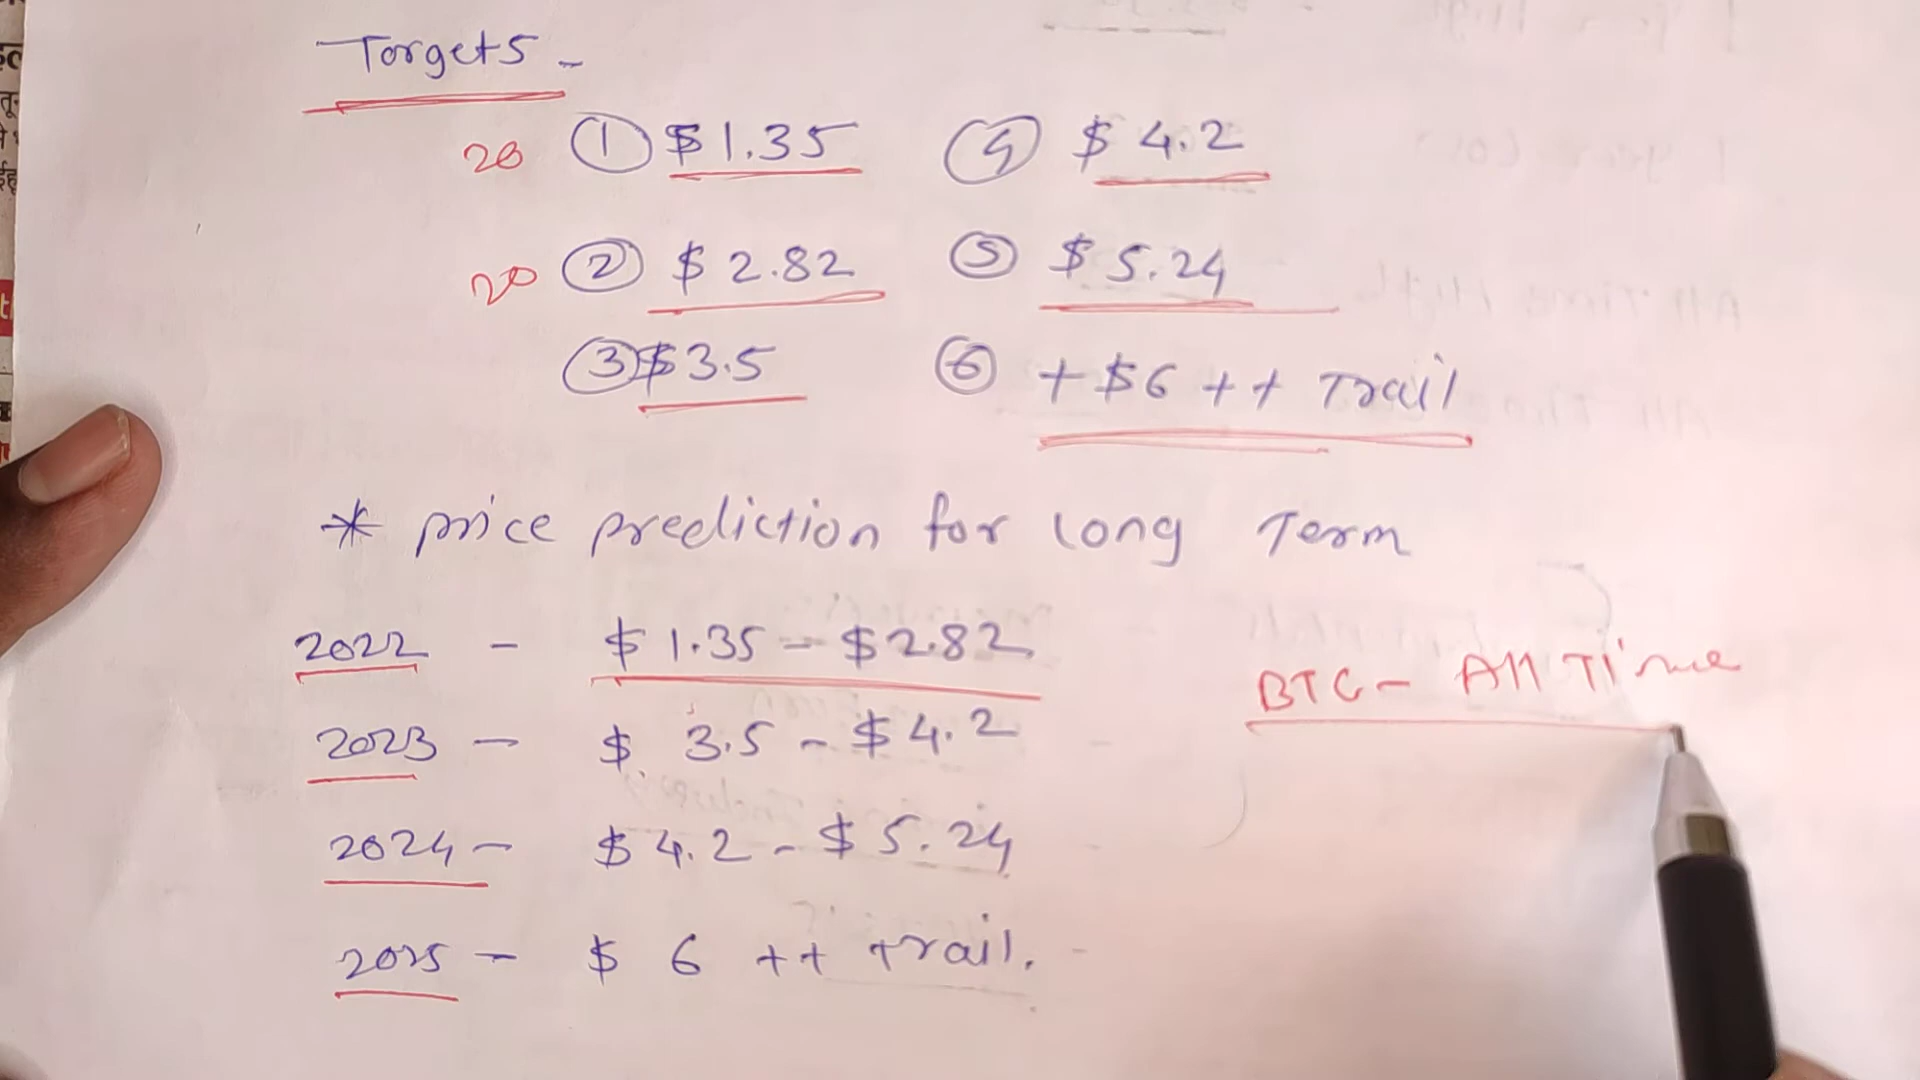 Torgets -
20 ① $1.35 ④ $ 4.2
20 ② $ 2.82 ⑤ $ 5.24
③ $3.5 ⑥ + $6 ++ Trail
* price prediction for long Term
2022 - $ 1.35 - $2.82
BTC - All Time
2023 - $ 3.5 - $4.2
2024 - $4.2 - $5.24
2025 - $ 6 ++ trail.